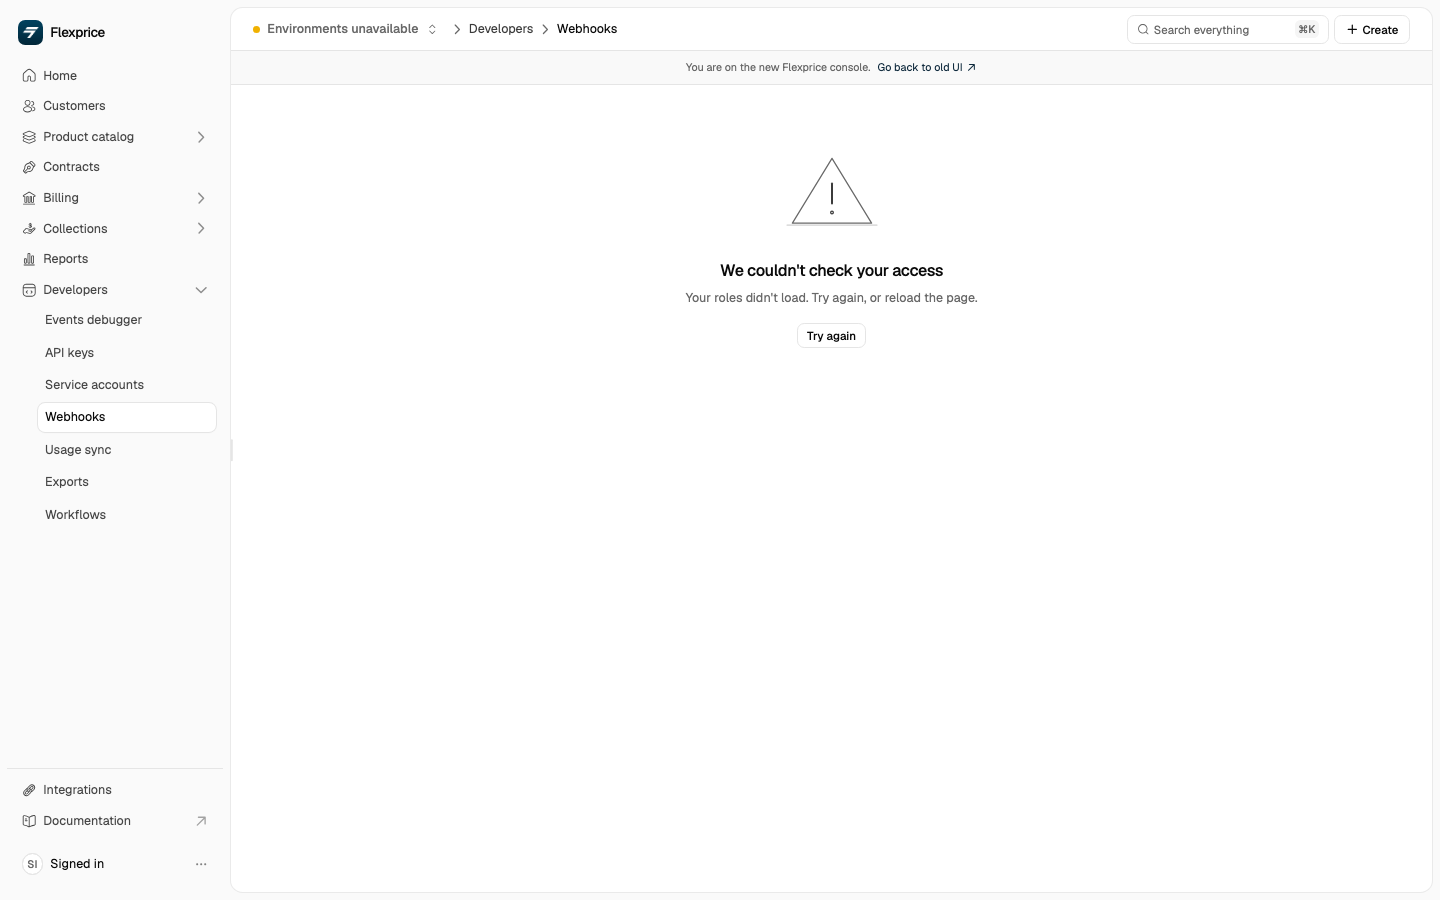 Flexprice
Home
Customers
Product catalog
Contracts
Billing
Collections
Reports
Developers
Events debugger
API keys
Service accounts
Webhooks
Usage sync
Exports
Workflows
Integrations
Documentation
SI Signed in
Environments unavailable Developers Webhooks
Search everything ⌘K
Create
You are on the new Flexprice console. Go back to old UI
We couldn't check your access
Your roles didn't load. Try again, or reload the page.
Try again